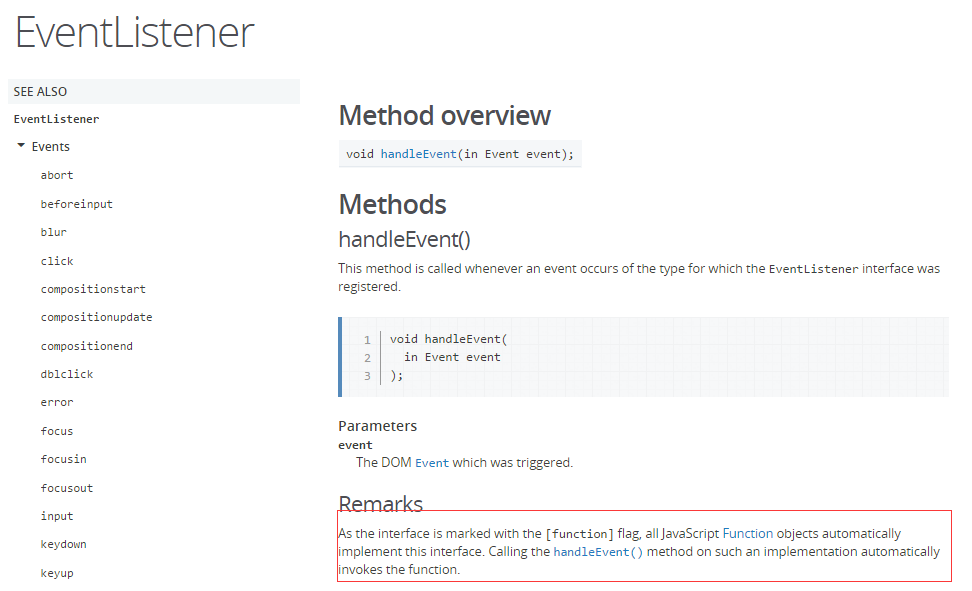 EventListener
SEE ALSO
EventListener
Events
abort
beforeinput
blur
click
compositionstart
compositionupdate
compositionend
dblclick
error
focus
focusin
focusout
input
keydown
keyup
Method overview
void handleEvent(in Event event);
Methods
handleEvent()
This method is called whenever an event occurs of the type for which the EventListener interface was
registered.
1 void handleEvent(
2 in Event event
3 );
Parameters
event
The DOM Event which was triggered.
Remarks
As the interface is marked with the [function] flag, all JavaScript Function objects automatically
implement this interface. Calling the handleEvent() method on such an implementation automatically
invokes the function.